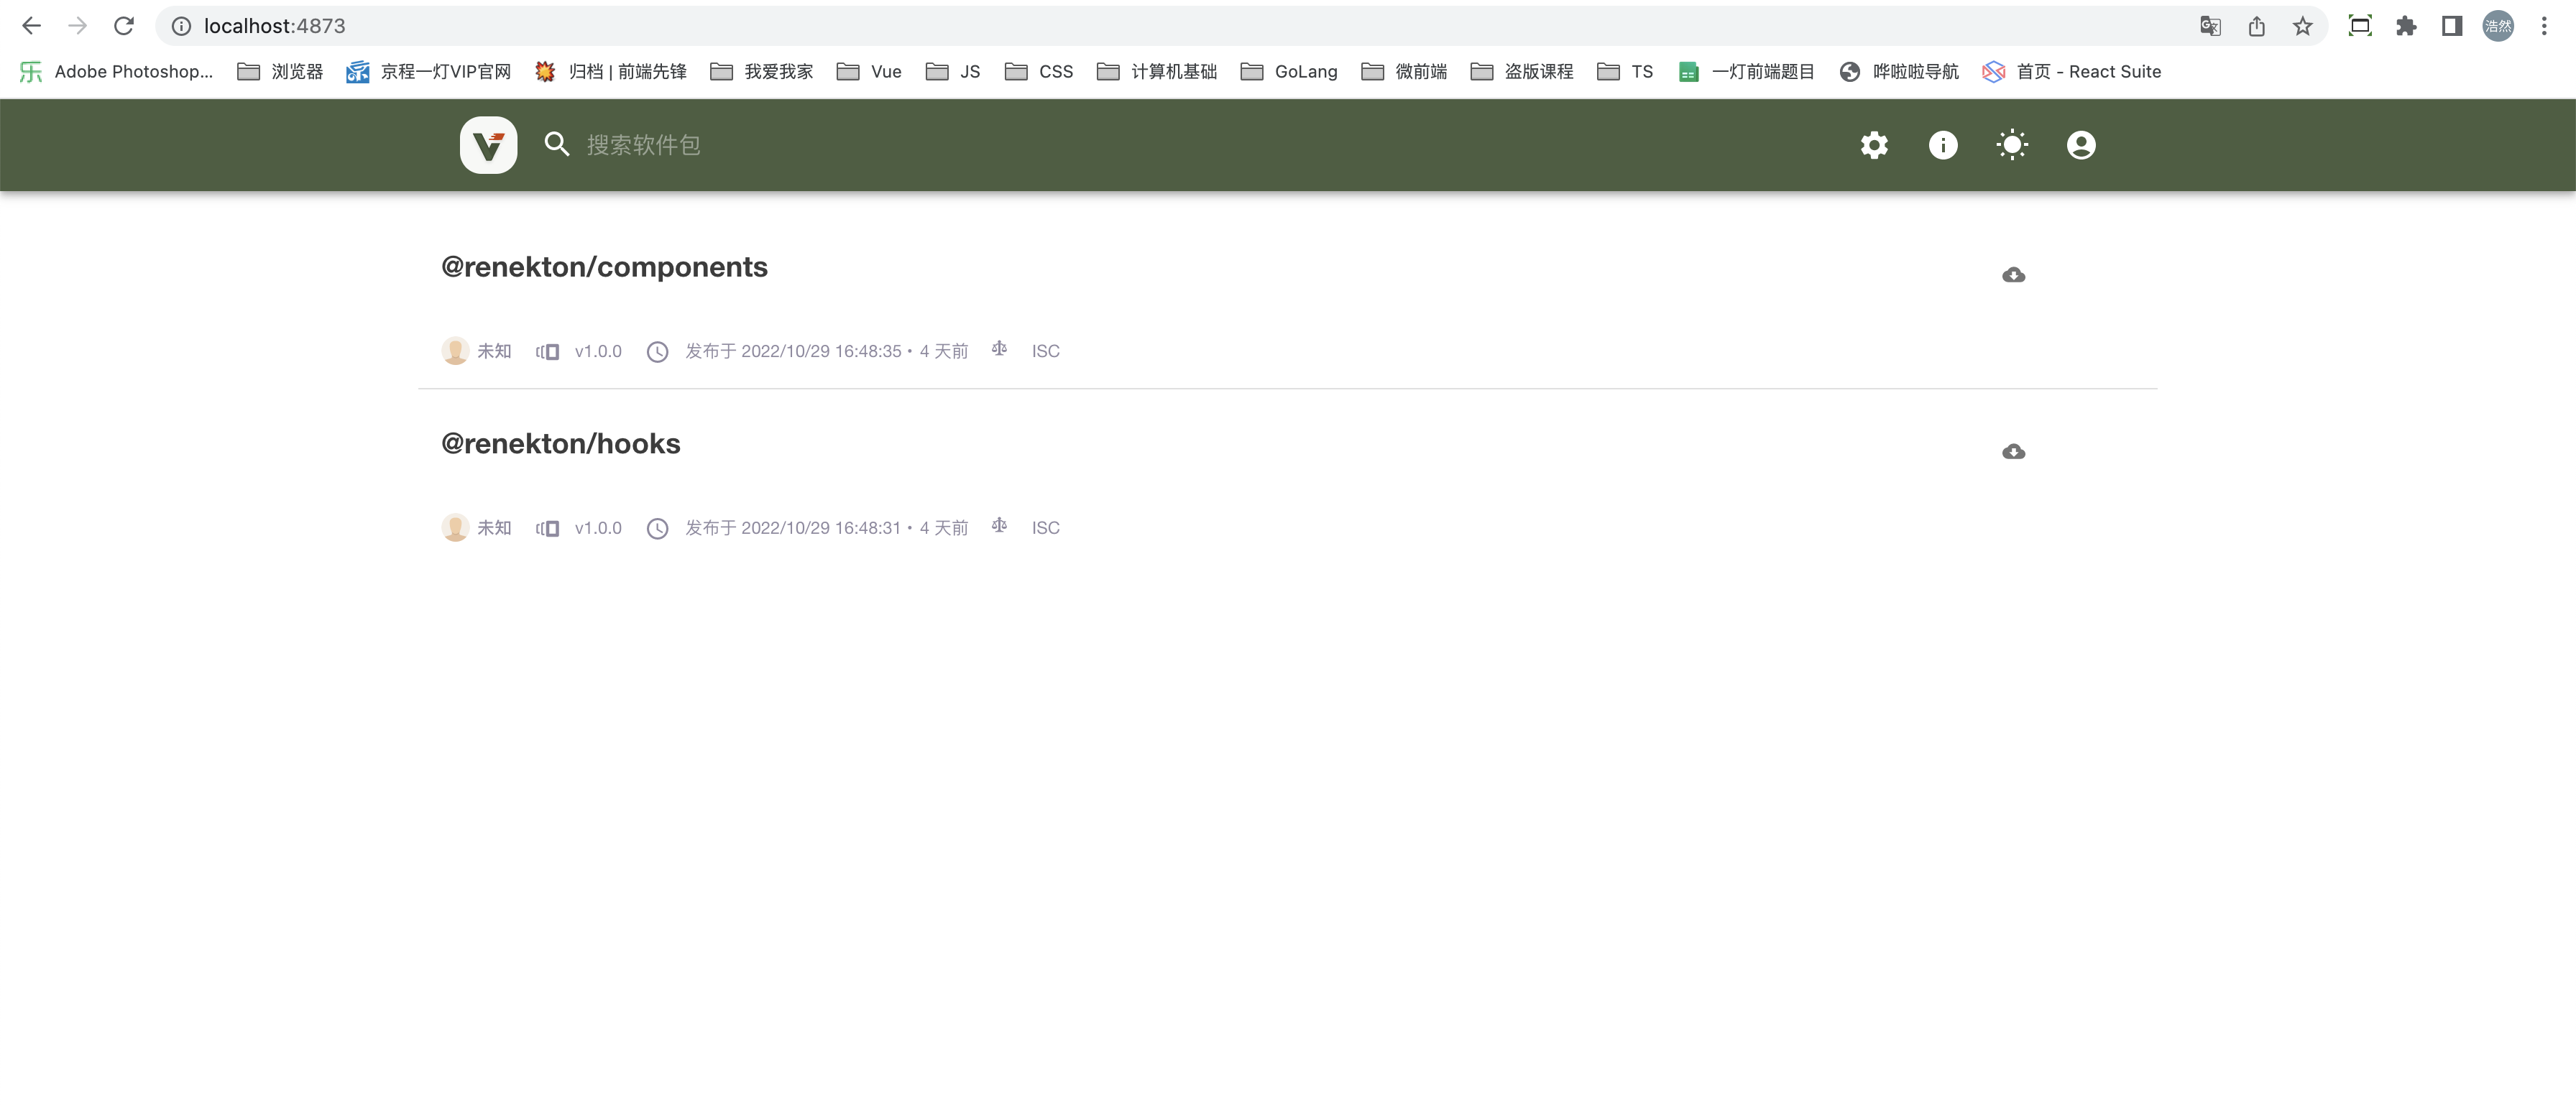 localhost:4873
浩然
Adobe Photoshop... 浏览器 京程一灯VIP官网 归档 | 前端先锋 我爱我家 Vue JS CSS 计算机基础 GoLang 微前端 盗版课程 TS 一灯前端题目 哗啦啦导航 首页 - React Suite
搜索软件包
@renekton/components
未知 v1.0.0 发布于 2022/10/29 16:48:35 • 4 天前 ISC
@renekton/hooks
未知 v1.0.0 发布于 2022/10/29 16:48:31 • 4 天前 ISC